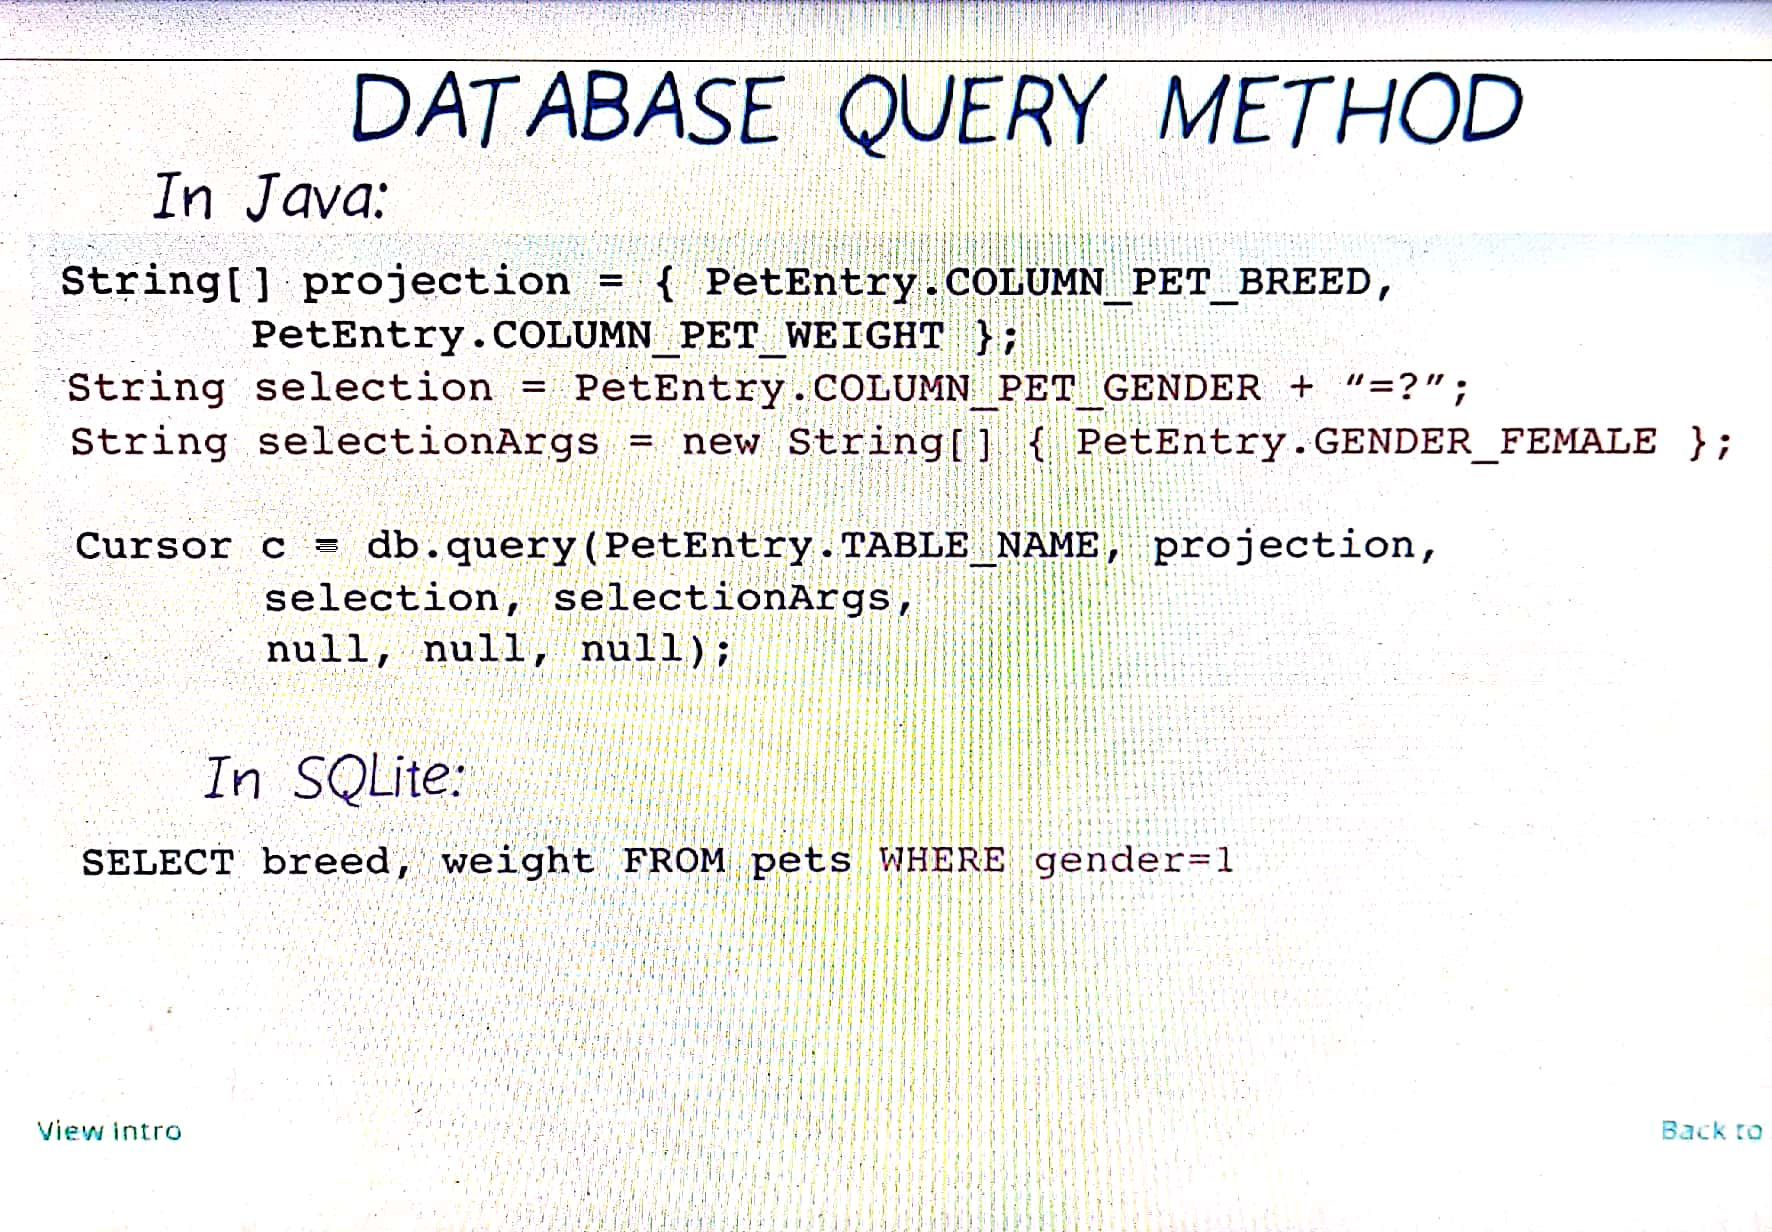 DATABASE QUERY METHOD
In Java:
String[] projection = { PetEntry.COLUMN_PET_BREED,
PetEntry.COLUMN_PET_WEIGHT };
String selection = PetEntry.COLUMN_PET_GENDER + “=?”;
String selectionArgs = new String[] { PetEntry.GENDER_FEMALE };
Cursor c = db.query(PetEntry.TABLE_NAME, projection,
selection, selectionArgs,
null, null, null);
In SQLite:
SELECT breed, weight FROM pets WHERE gender=1
View Intro
Back to